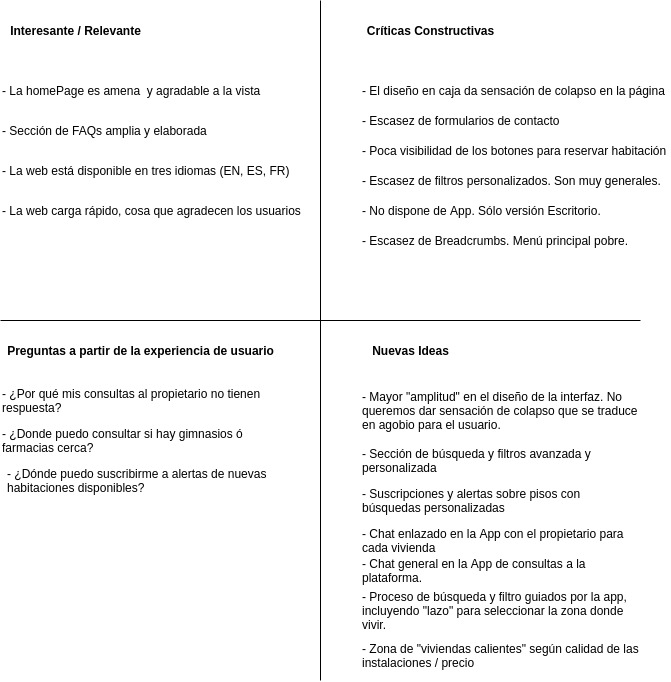 Interesante / Relevante
- La homePage es amena  y agradable a la vista
- Sección de FAQs amplia y elaborada
- La web está disponible en tres idiomas (EN, ES, FR)
- La web carga rápido, cosa que agradecen los usuarios
Críticas Constructivas
- El diseño en caja da sensación de colapso en la página
- Escasez de formularios de contacto
- Poca visibilidad de los botones para reservar habitación
- Escasez de filtros personalizados. Son muy generales.
- No dispone de App. Sólo versión Escritorio.
- Escasez de Breadcrumbs. Menú principal pobre.
Preguntas a partir de la experiencia de usuario
- ¿Por qué mis consultas al propietario no tienen
respuesta?
- ¿Donde puedo consultar si hay gimnasios ó
farmacias cerca?
- ¿Dónde puedo suscribirme a alertas de nuevas
habitaciones disponibles?
Nuevas Ideas
- Mayor "amplitud" en el diseño de la interfaz. No
queremos dar sensación de colapso que se traduce
en agobio para el usuario.
- Sección de búsqueda y filtros avanzada y
personalizada
- Suscripciones y alertas sobre pisos con
búsquedas personalizadas
- Chat enlazado en la App con el propietario para
cada vivienda
- Chat general en la App de consultas a la
plataforma.
- Proceso de búsqueda y filtro guiados por la app,
incluyendo "lazo" para seleccionar la zona donde
vivir.
- Zona de "viviendas calientes" según calidad de las
instalaciones / precio